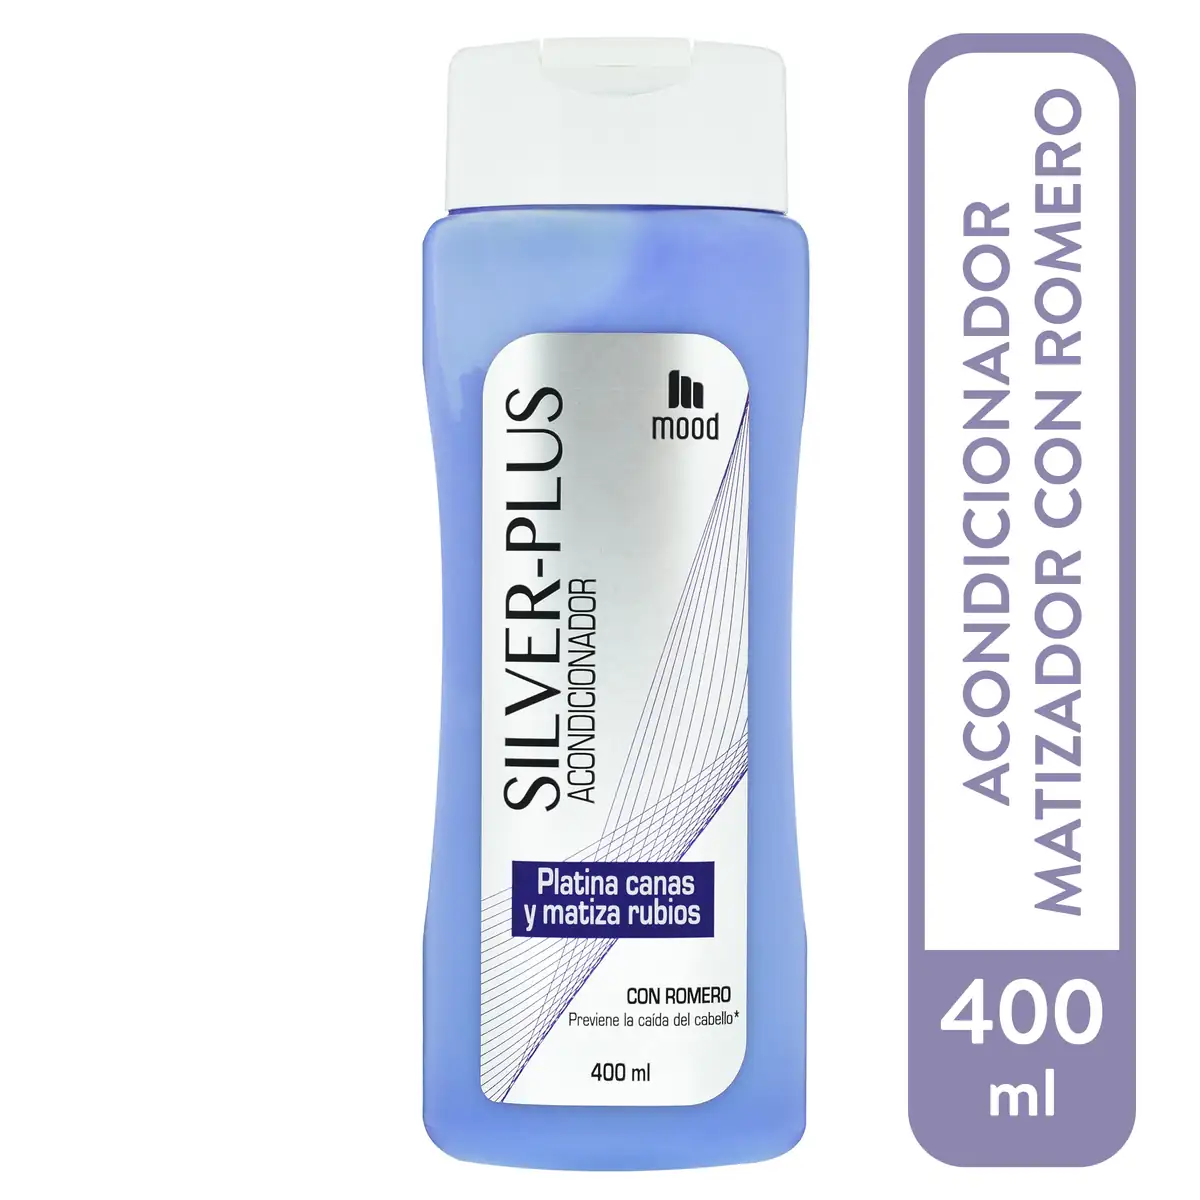 mood
SILVER-PLUS
ACONDICIONADOR
Platina canas
y matiza rubios
CON ROMERO
Previene la caída del cabello*
400 ml
ACONDICIONADOR
MATIZADOR CON ROMERO
400
ml